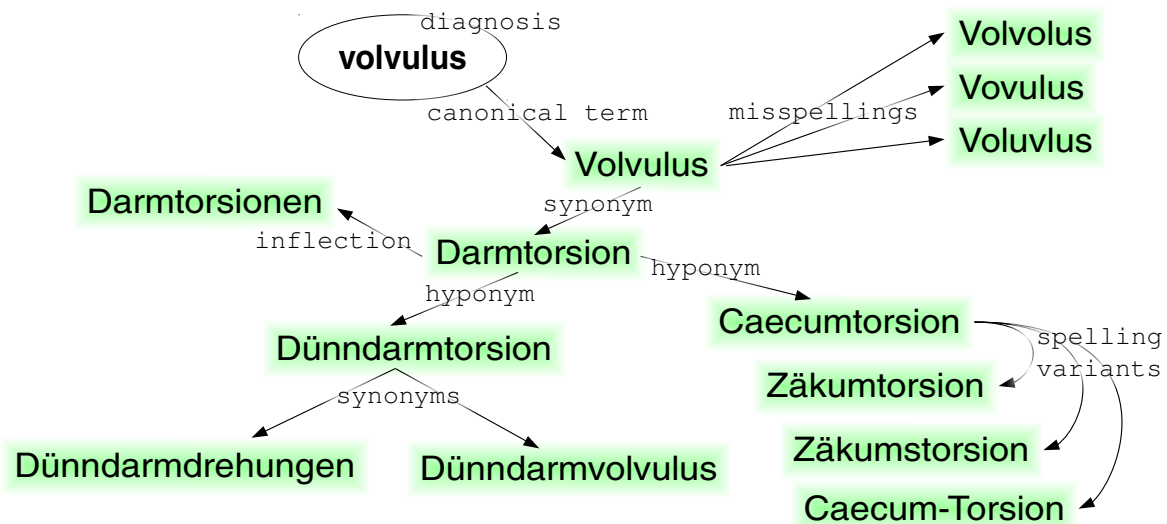 diagnosis
volvulus
Volvolus
Vovulus
canonical term
misspellings
Voluvlus
Volvulus
Darmtorsionen
synonym
inflection
Darmtorsion
hyponym
hyponym
Caecumtorsion
spelling
variants
Dünndarmtorsion
Zäkumtorsion
synonyms
Zäkumstorsion
Dünndarmdrehungen
Dünndarmvolvulus
Caecum-Torsion